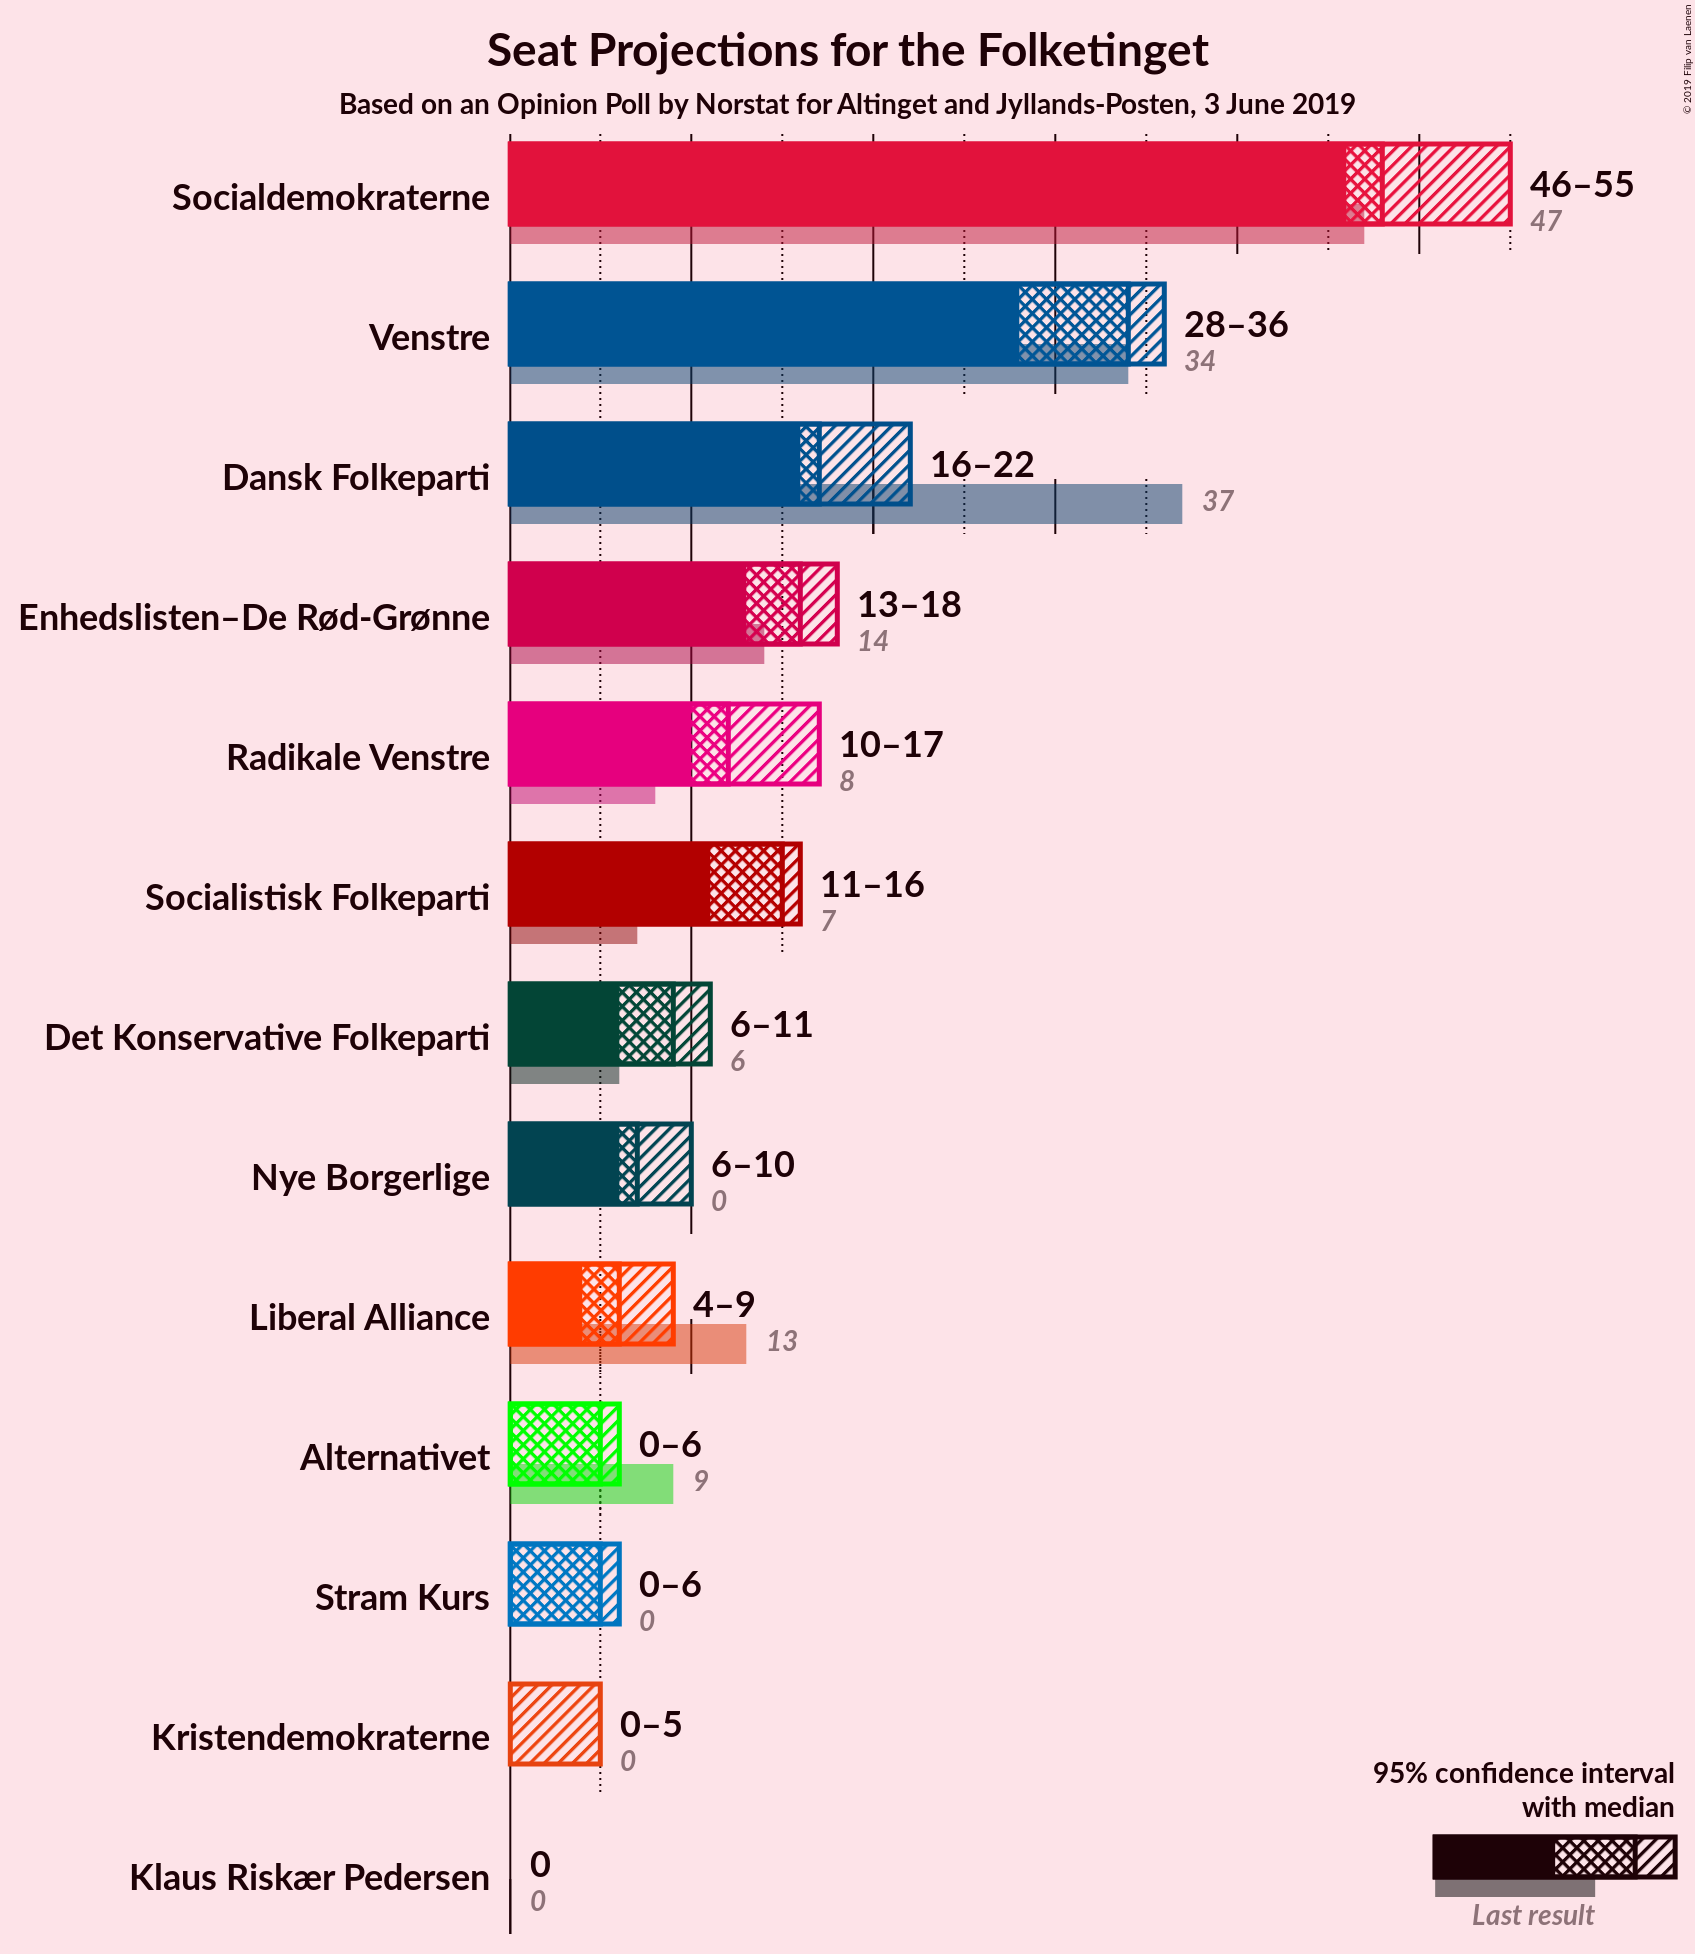 Seat Projections for the Folketinget
Based on an Opinion Poll by Norstat for Altinget and Jyllands-Posten, 3 June 2019
© 2019 Filip van Laenen
Socialdemokraterne
46–55
47
Venstre
28–36
34
Dansk Folkeparti
16–22
37
Enhedslisten–De Rød-Grønne
13–18
14
Radikale Venstre
10–17
8
Socialistisk Folkeparti
11–16
7
Det Konservative Folkeparti
6–11
6
Nye Borgerlige
6–10
0
Liberal Alliance
4–9
13
Alternativet
0–6
9
Stram Kurs
0–6
0
Kristendemokraterne
0–5
0
Klaus Riskær Pedersen
0
0
95% confidence interval
with median
Last result